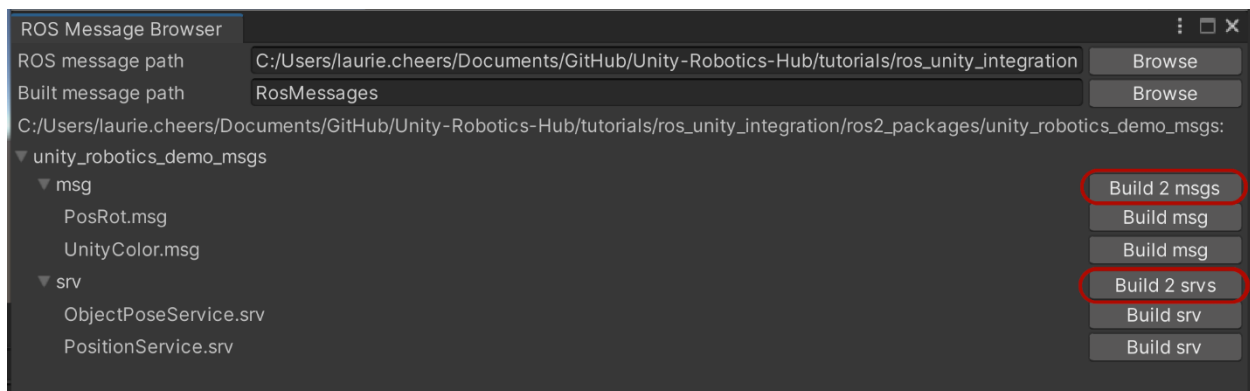 ROS Message Browser
ROS message path C:/Users/laurie.cheers/Documents/GitHub/Unity-Robotics-Hub/tutorials/ros_unity_integration Browse
Built message path RosMessages Browse
C:/Users/laurie.cheers/Documents/GitHub/Unity-Robotics-Hub/tutorials/ros_unity_integration/ros2_packages/unity_robotics_demo_msgs:
unity_robotics_demo_msgs
msg Build 2 msgs
PosRot.msg Build msg
UnityColor.msg Build msg
srv Build 2 srvs
ObjectPoseService.srv Build srv
PositionService.srv Build srv